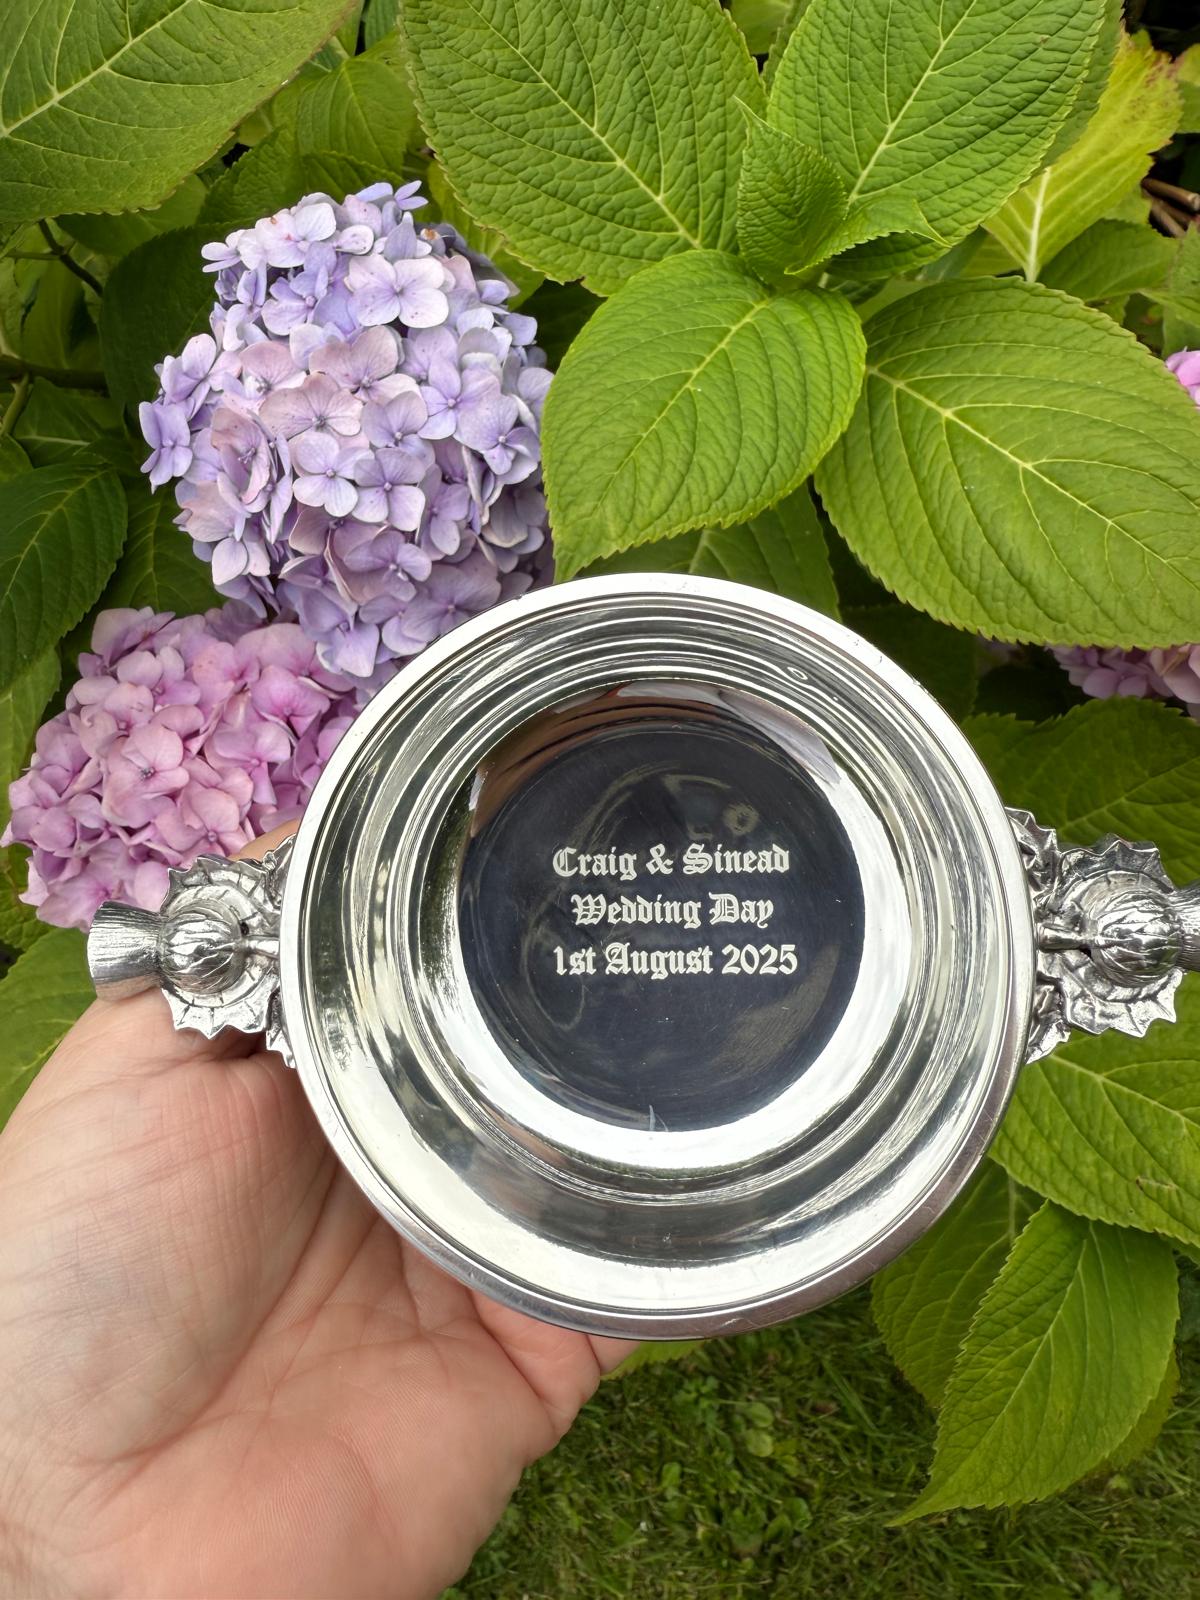 Craig & Sinead
Wedding Day
1st August 2025